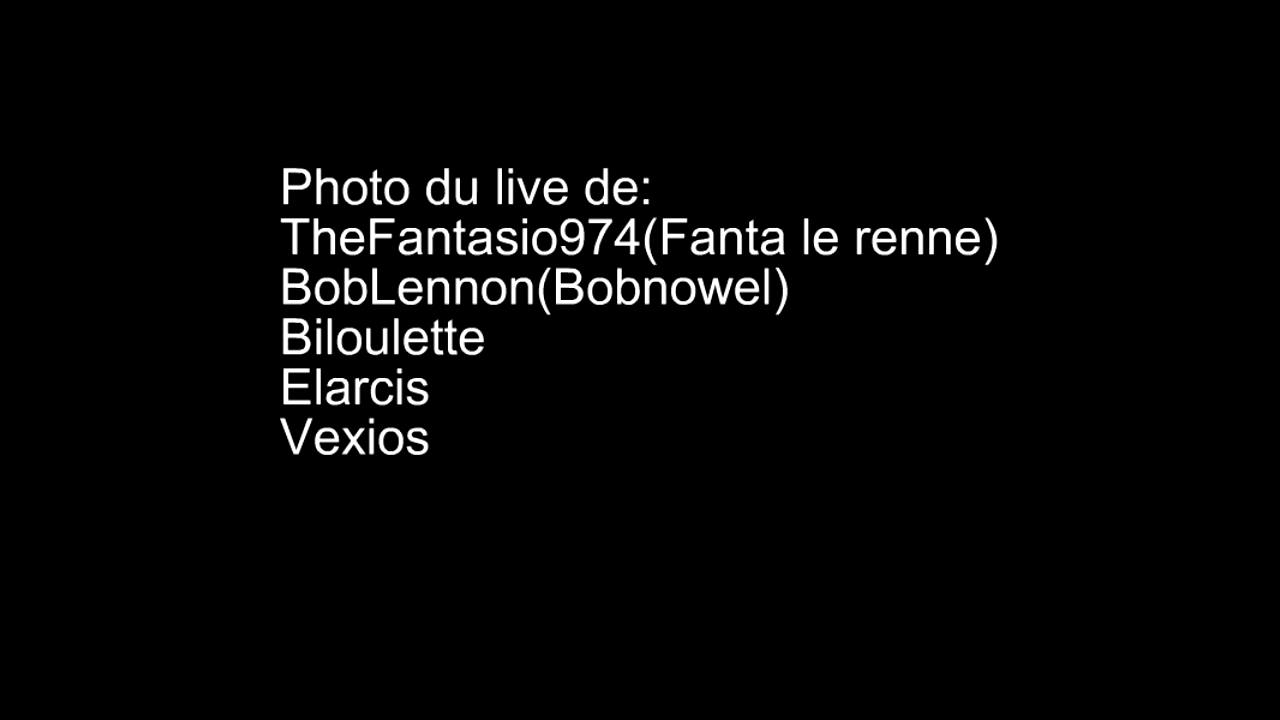 Photo du live de:
TheFantasio974(Fanta le renne)
BobLennon(Bobnowel)
Biloulette
Elarcis
Vexios